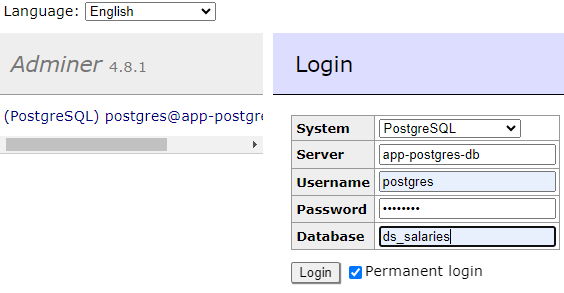 Language: English
Adminer 4.8.1
(PostgreSQL) postgres@app-postgre
Login
System PostgreSQL
Server app-postgres-db
Username postgres
Password ••••••••
Database ds_salaries
Login Permanent login